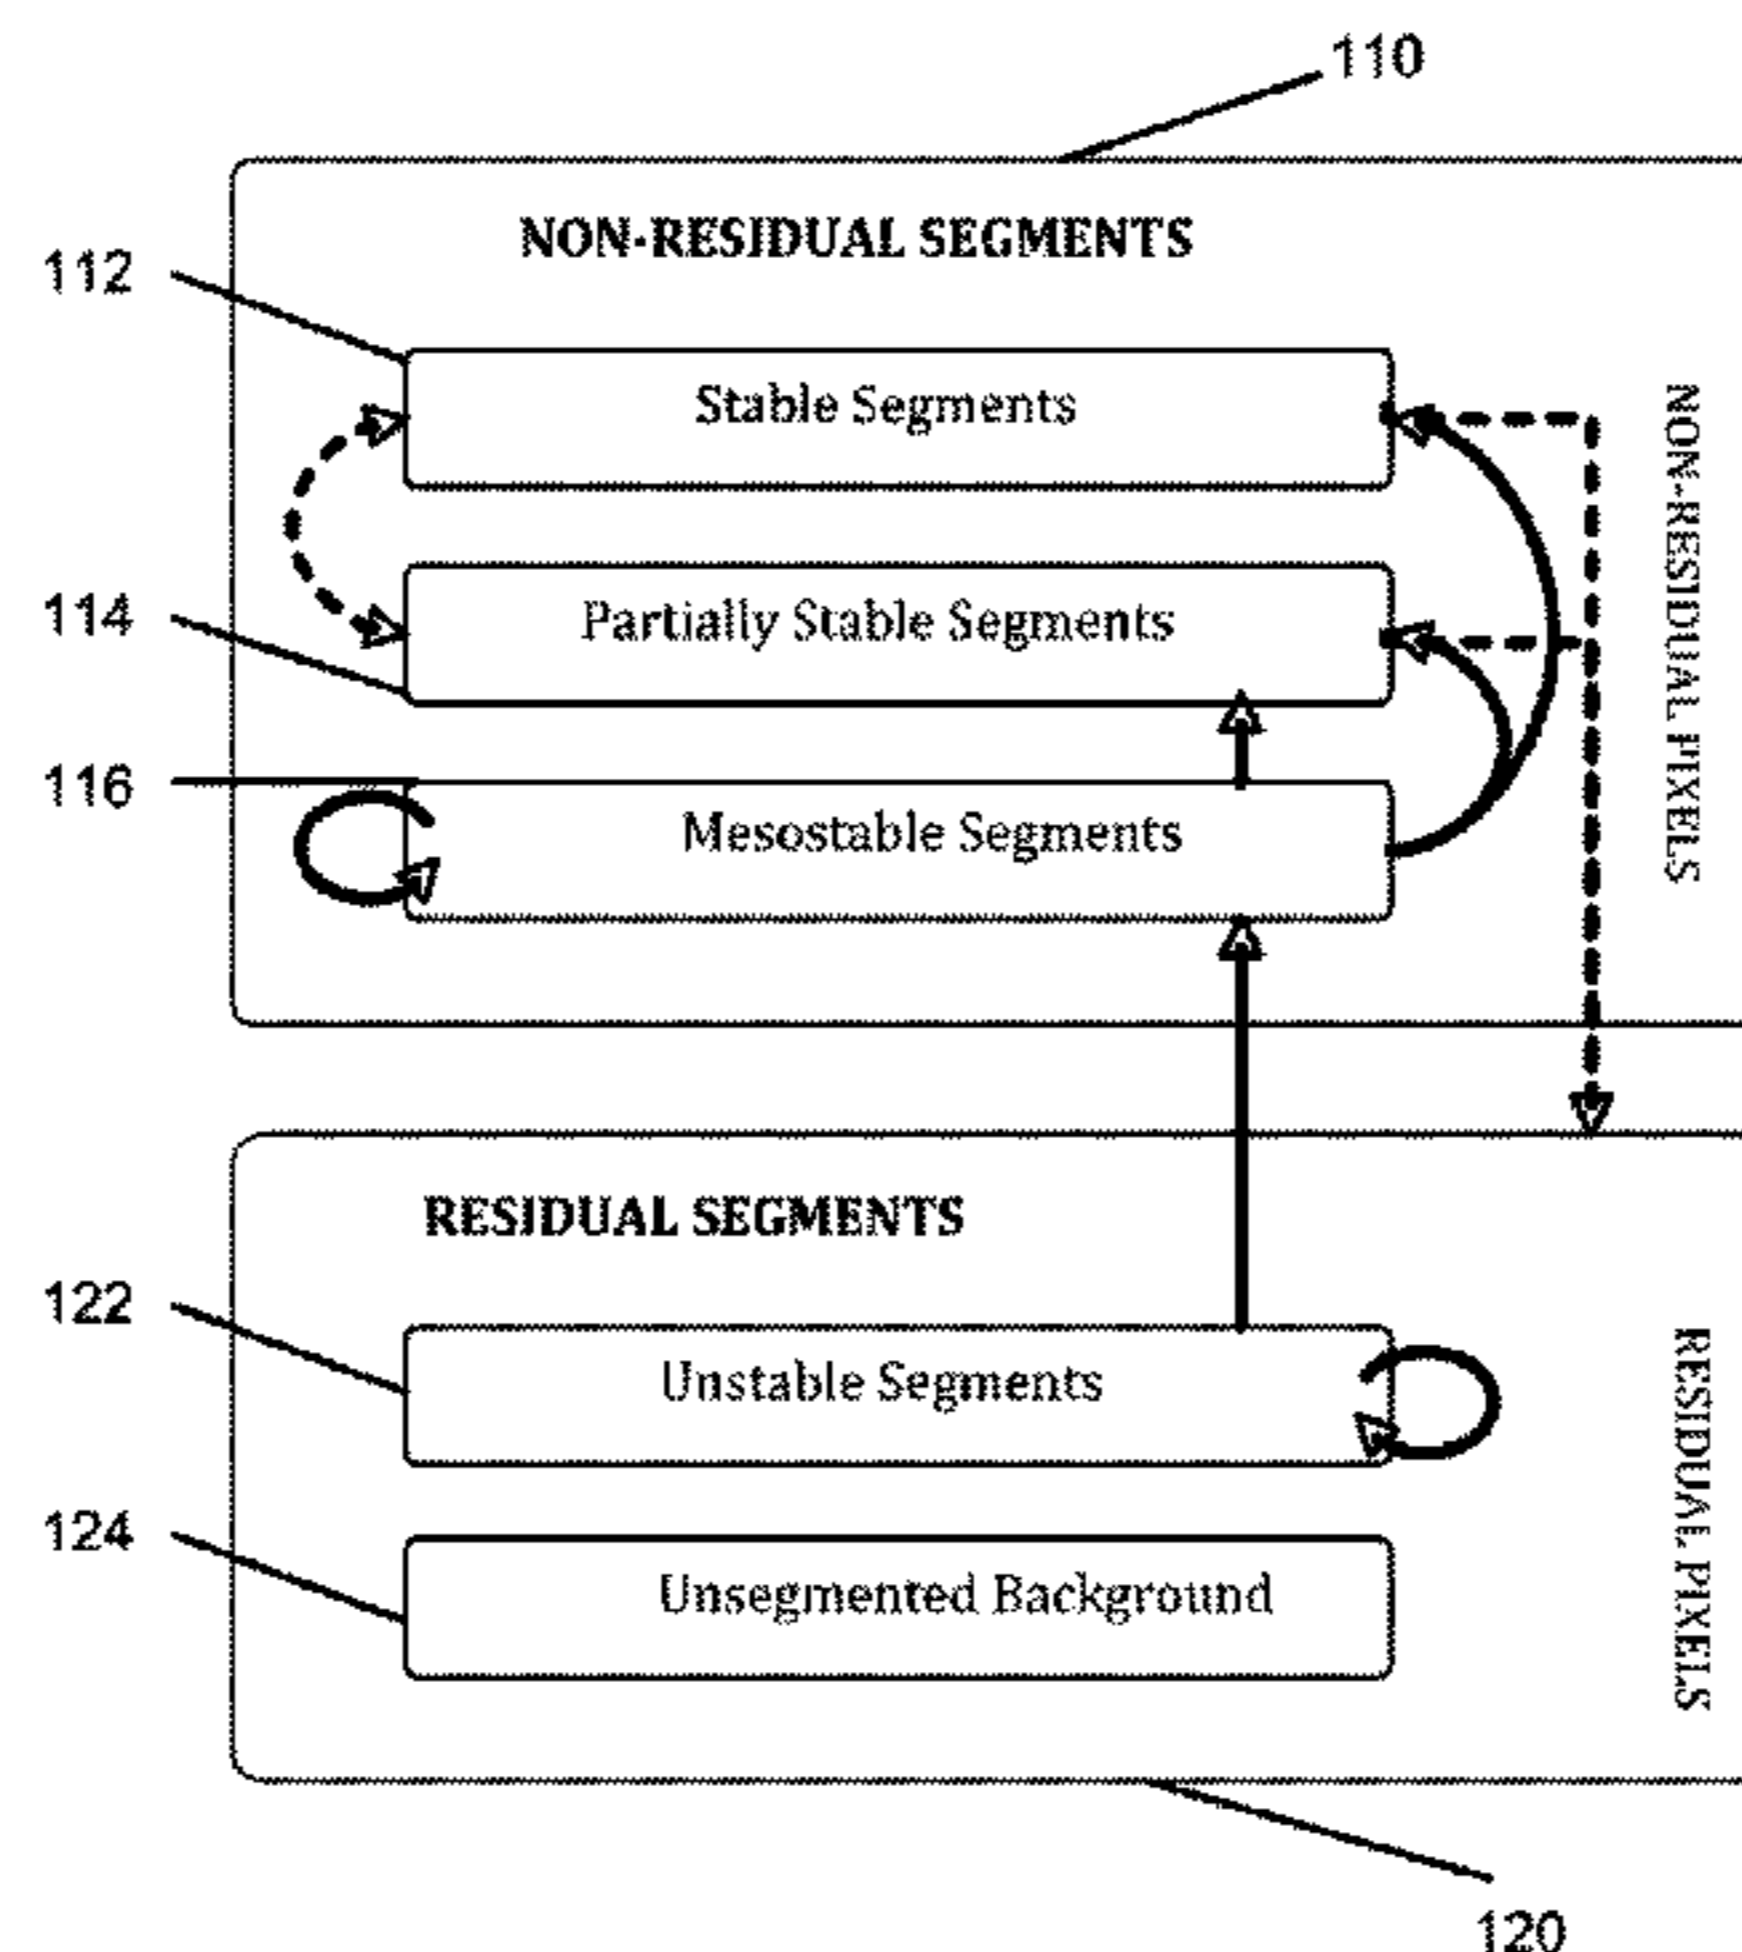 110
NON-RESIDUAL SEGMENTS
112
Stable Segments
NON-RESIDUAL PIXELS
114
Partially Stable Segments
116
Mesostable Segments
RESIDUAL SEGMENTS
122
Unstable Segments
RESIDUAL PIXELS
124
Unsegmented Background
120